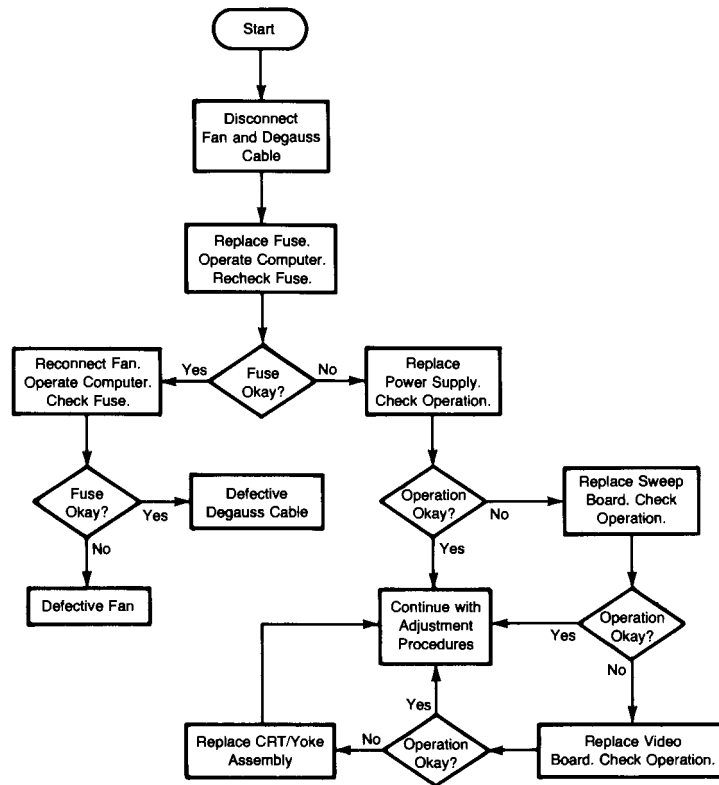 Start
Disconnect
Fan and Degauss
Cable
Replace Fuse.
Operate Computer.
Recheck Fuse.
Fuse
Okay?
Yes
No
Reconnect Fan.
Operate Computer.
Check Fuse.
Replace
Power Supply.
Check Operation.
Fuse
Okay?
Yes
No
Defective
Degauss Cable
Defective Fan
Operation
Okay?
No
Yes
Replace Sweep
Board. Check
Operation.
Continue with
Adjustment
Procedures
Operation
Okay?
Yes
No
Replace Video
Board. Check Operation.
Operation
Okay?
Yes
No
Replace CRT/Yoke
Assembly